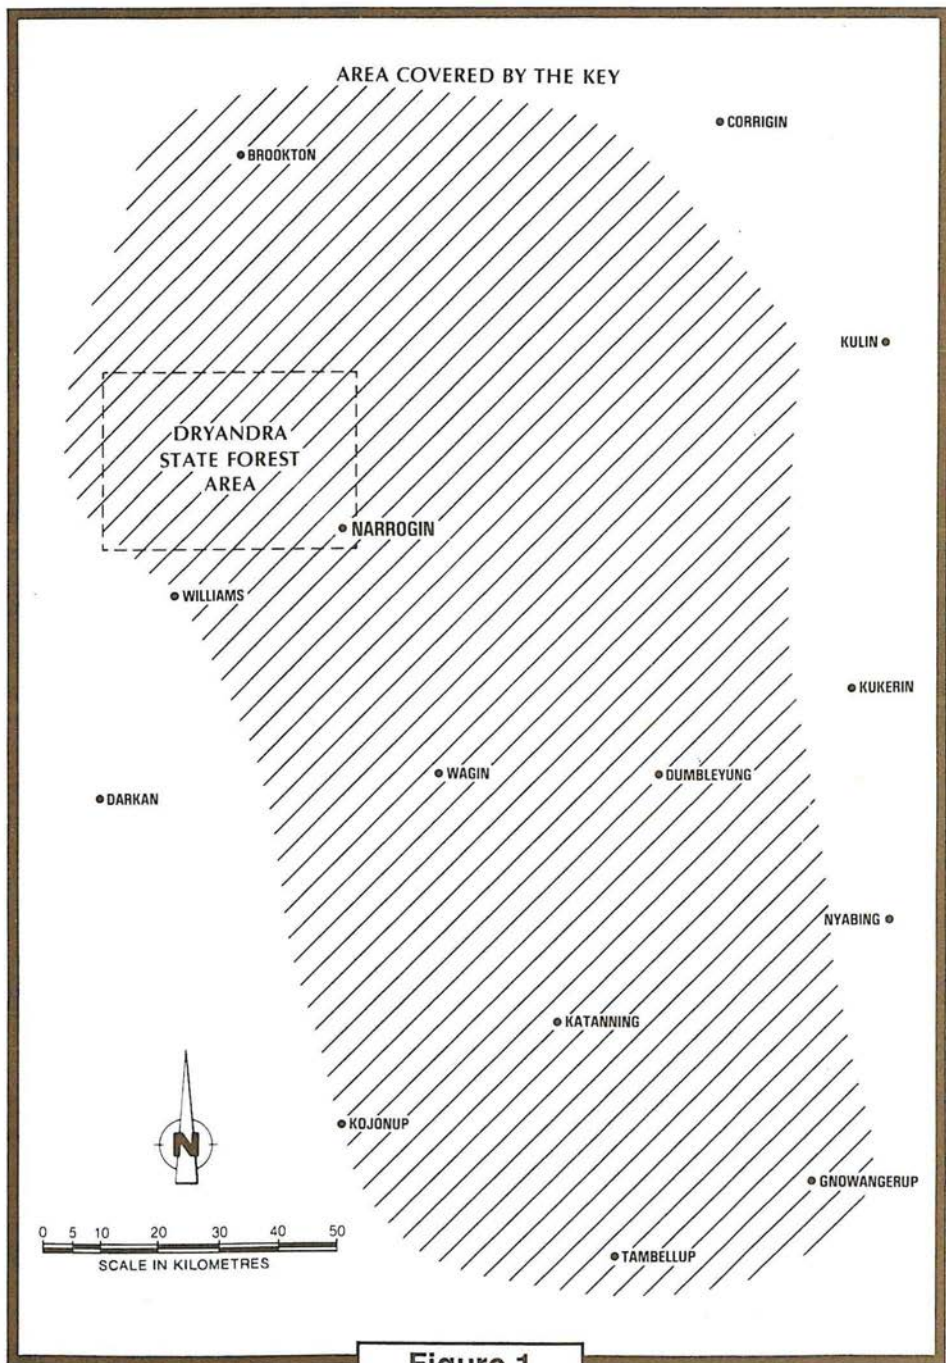 AREA COVERED BY THE KEY
CORRIGIN
BROOKTON
KULIN
DRYANDRA
STATE FOREST
AREA
NARROGIN
WILLIAMS
KUKERIN
WAGIN
DUMBLEYUNG
DARKAN
NYABING
KATANNING
KOJONUP
N
GNOWANGERUP
0 5 10 20 30 40 50
SCALE IN KILOMETRES
TAMBELLUP
Figure 1